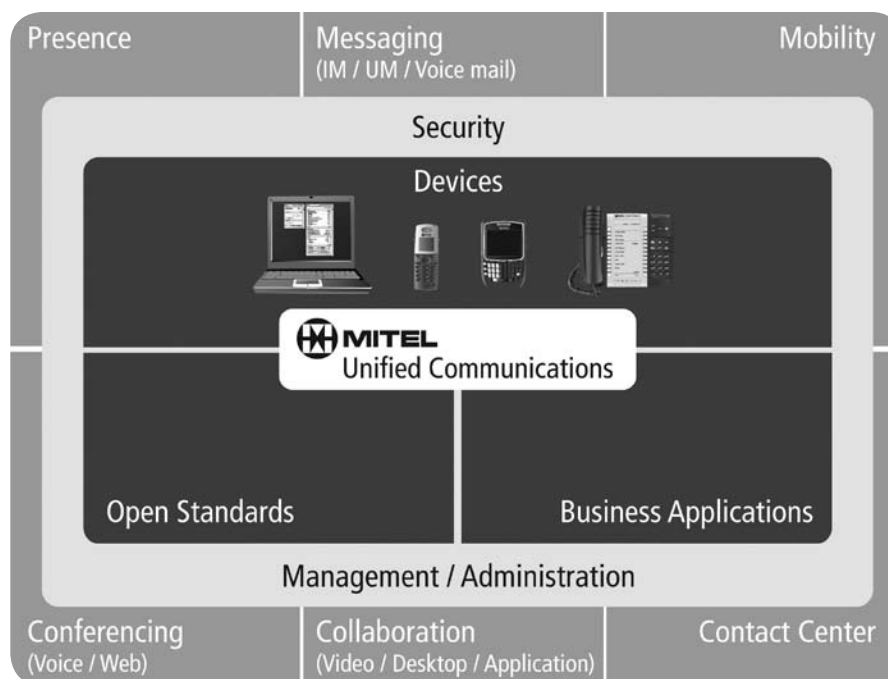 Presence
Messaging
(IM / UM / Voice mail)
Mobility
Security
Devices
MITEL
Unified Communications
Open Standards
Business Applications
Management / Administration
Conferencing
(Voice / Web)
Collaboration
(Video / Desktop / Application)
Contact Center